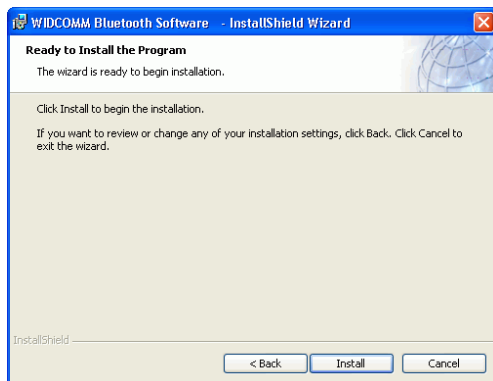 WIDCOMM Bluetooth Software - InstallShield Wizard
Ready to Install the Program
The wizard is ready to begin installation.
Click Install to begin the installation.
If you want to review or change any of your installation settings, click Back. Click Cancel to
exit the wizard.
InstallShield
< Back Install Cancel